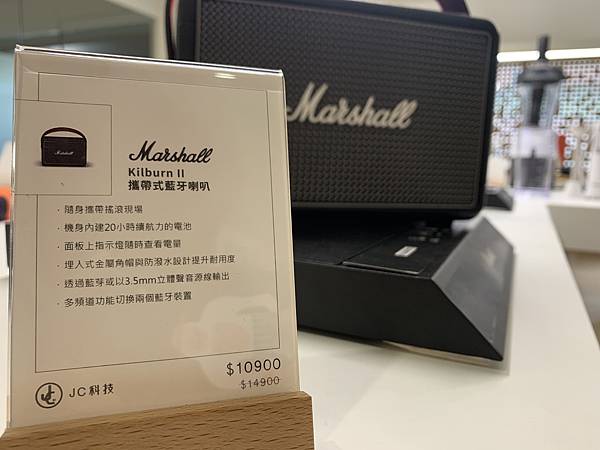 Marshall
Marshall
Kilburn II
攜帶式藍牙喇叭
· 隨身攜帶搖滾現場
· 機身內建20小時續航力的電池
· 面板上指示燈隨時查看電量
· 埋入式金屬角帽與防潑水設計提升耐用度
· 透過藍芽或以3.5mm立體聲音源線輸出
· 多頻道功能切換兩個藍牙裝置
$10900
$14900
JC科技